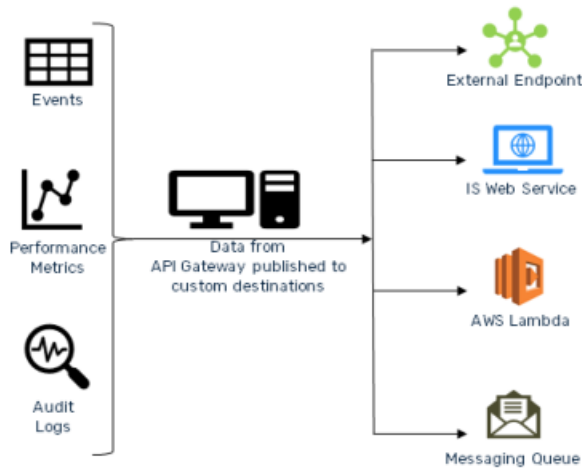 Events
Performance
Metrics
Audit
Logs
Data from
API Gateway published to
custom destinations
External Endpoint
IS Web Service
AWS Lambda
Messaging Queue